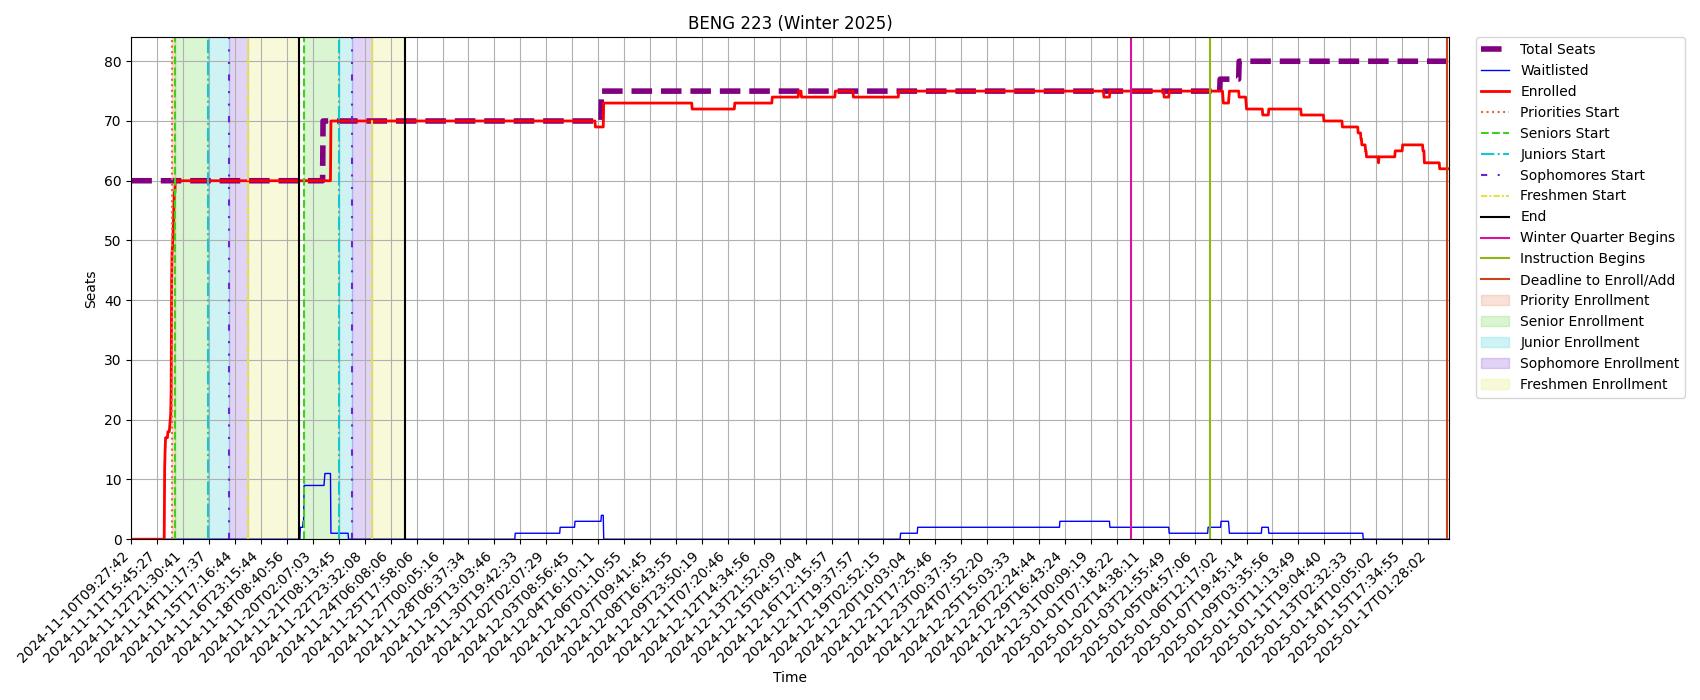 BENG 223 (Winter 2025)
Seats
80
70
60
50
40
30
20
10
0
2024-11-10T09:27:42
2024-11-11T15:45:27
2024-11-12T21:30:41
2024-11-14T11:17:37
2024-11-15T17:16:44
2024-11-16T23:15:44
2024-11-18T08:40:56
2024-11-20T02:07:03
2024-11-21T08:13:45
2024-11-22T23:32:08
2024-11-24T06:08:06
2024-11-25T17:58:06
2024-11-27T00:05:16
2024-11-28T06:37:34
2024-11-29T13:03:46
2024-11-30T19:42:33
2024-12-02T02:07:29
2024-12-03T08:56:45
2024-12-04T16:10:11
2024-12-06T01:10:55
2024-12-07T09:41:45
2024-12-08T16:43:55
2024-12-09T23:50:19
2024-12-11T07:20:46
2024-12-12T14:34:56
2024-12-13T21:52:09
2024-12-15T04:57:04
2024-12-16T12:15:57
2024-12-17T19:37:57
2024-12-19T02:52:15
2024-12-20T10:03:04
2024-12-21T17:25:46
2024-12-23T00:37:35
2024-12-24T07:52:20
2024-12-25T15:03:33
2024-12-26T22:24:44
2024-12-29T16:43:24
2024-12-31T00:09:19
2025-01-01T07:18:22
2025-01-02T14:38:11
2025-01-03T21:55:49
2025-01-05T04:57:06
2025-01-06T12:17:02
2025-01-07T19:45:14
2025-01-09T03:35:56
2025-01-10T11:13:49
2025-01-11T19:04:40
2025-01-13T02:32:33
2025-01-14T10:05:02
2025-01-15T17:34:55
2025-01-17T01:28:02
Time
Total Seats
Waitlisted
Enrolled
Priorities Start
Seniors Start
Juniors Start
Sophomores Start
Freshmen Start
End
Winter Quarter Begins
Instruction Begins
Deadline to Enroll/Add
Priority Enrollment
Senior Enrollment
Junior Enrollment
Sophomore Enrollment
Freshmen Enrollment